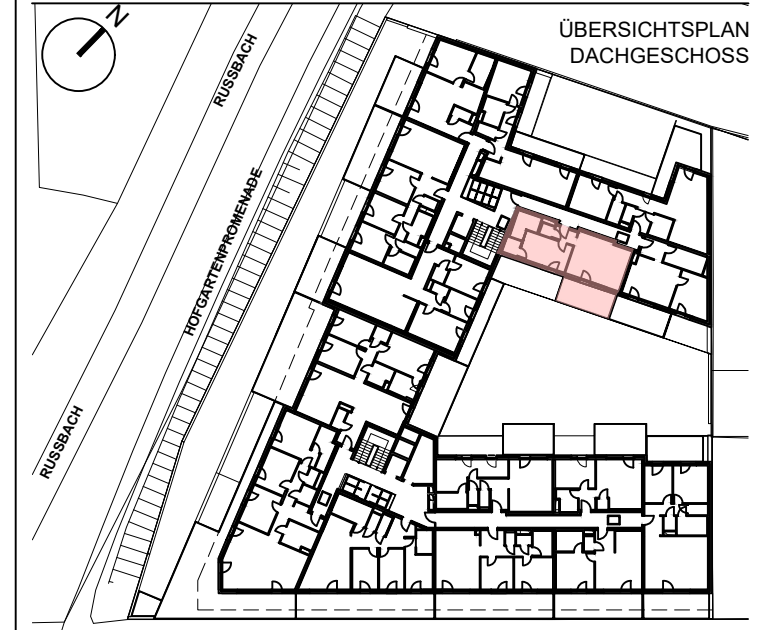 N
ÜBERSICHTSPLAN
DACHGESCHOSS
RUSSBACH
HOFGARTENPROMENADE
RUSSBACH